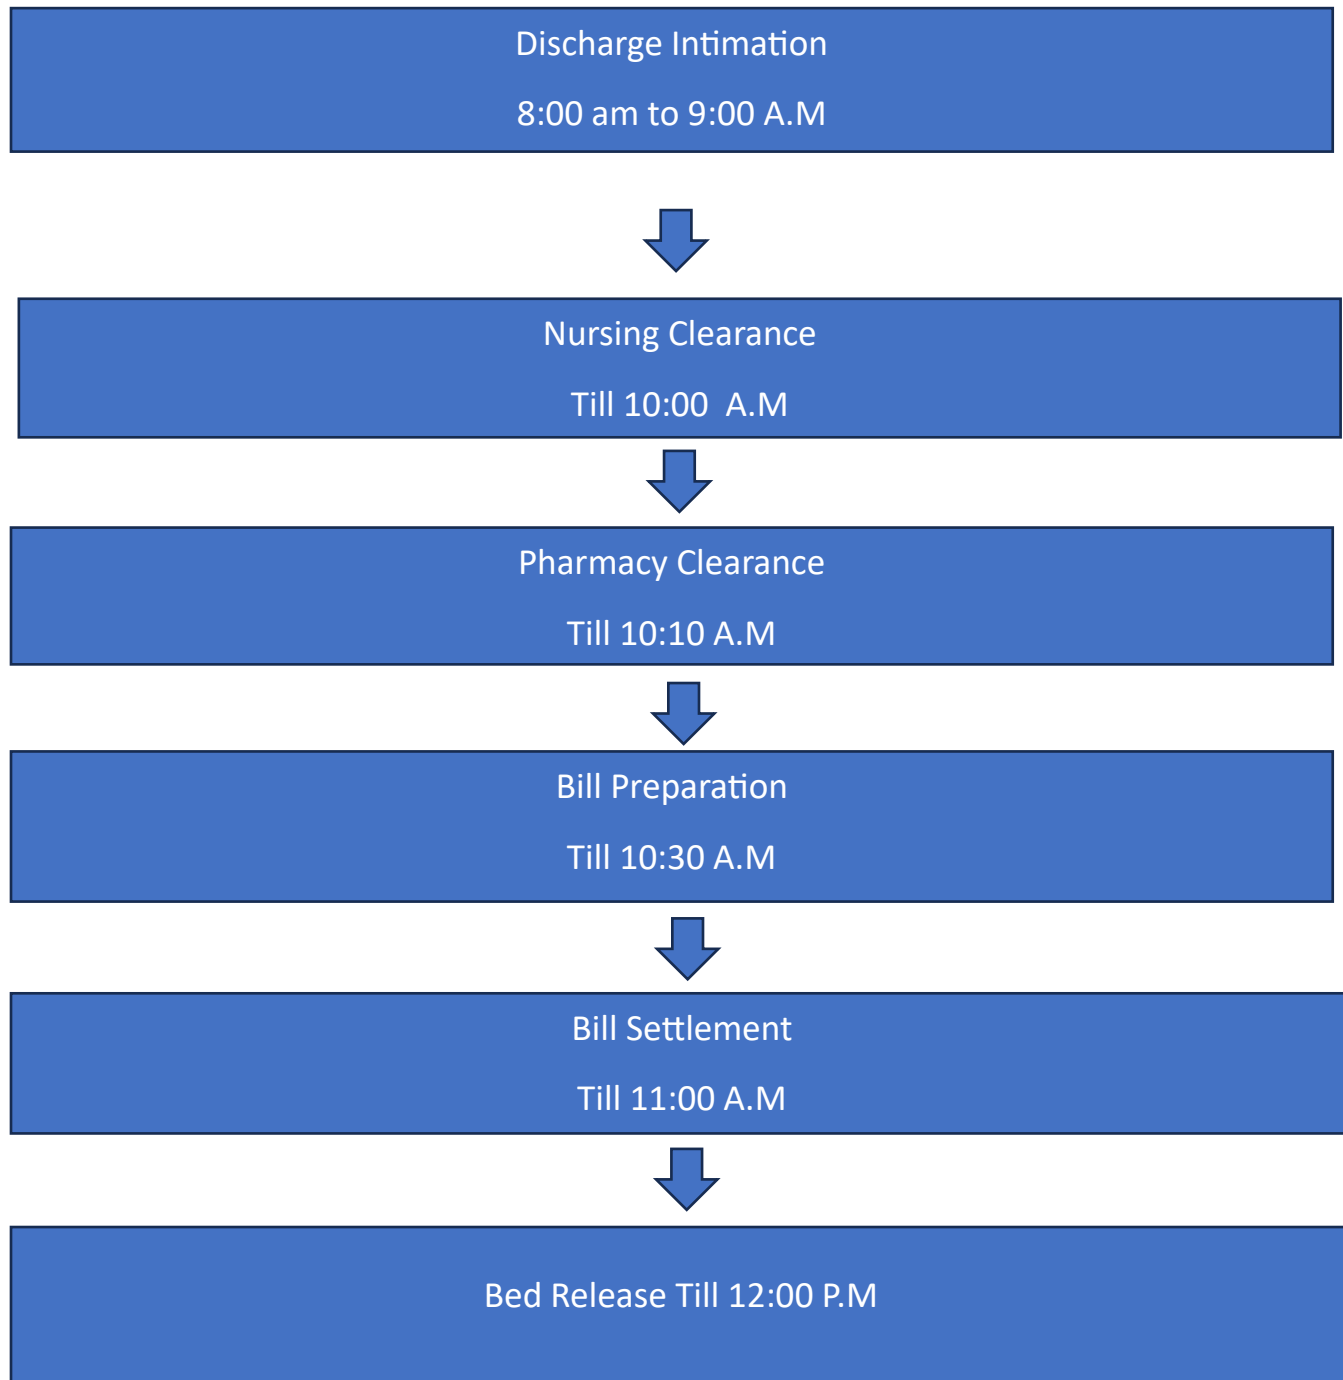 Discharge Intimation
8:00 am to 9:00 A.M
Nursing Clearance
Till 10:00  A.M
Pharmacy Clearance
Till 10:10 A.M
Bill Preparation
Till 10:30 A.M
Bill Settlement
Till 11:00 A.M
Bed Release Till 12:00 P.M